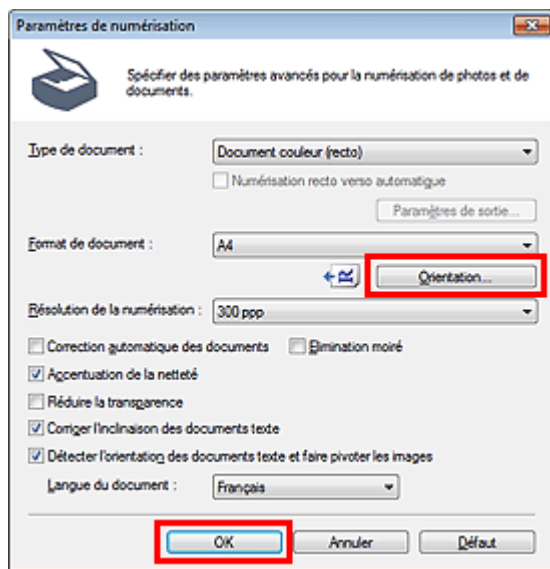 Paramètres de numérisation
Spécifier des paramètres avancés pour la numérisation de photos et de
documents.
Type de document :
Document couleur (recto)
Numérisation recto verso automatique
Paramètres de sortie...
Format de document :
A4
Orientation...
Résolution de la numérisation :
300 ppp
Correction automatique des documents
Élimination moiré
Accentuation de la netteté
Réduire la transparence
Corriger l'inclinaison des documents texte
Détecter l'orientation des documents texte et faire pivoter les images
Langue du document :
Français
OK
Annuler
Défaut